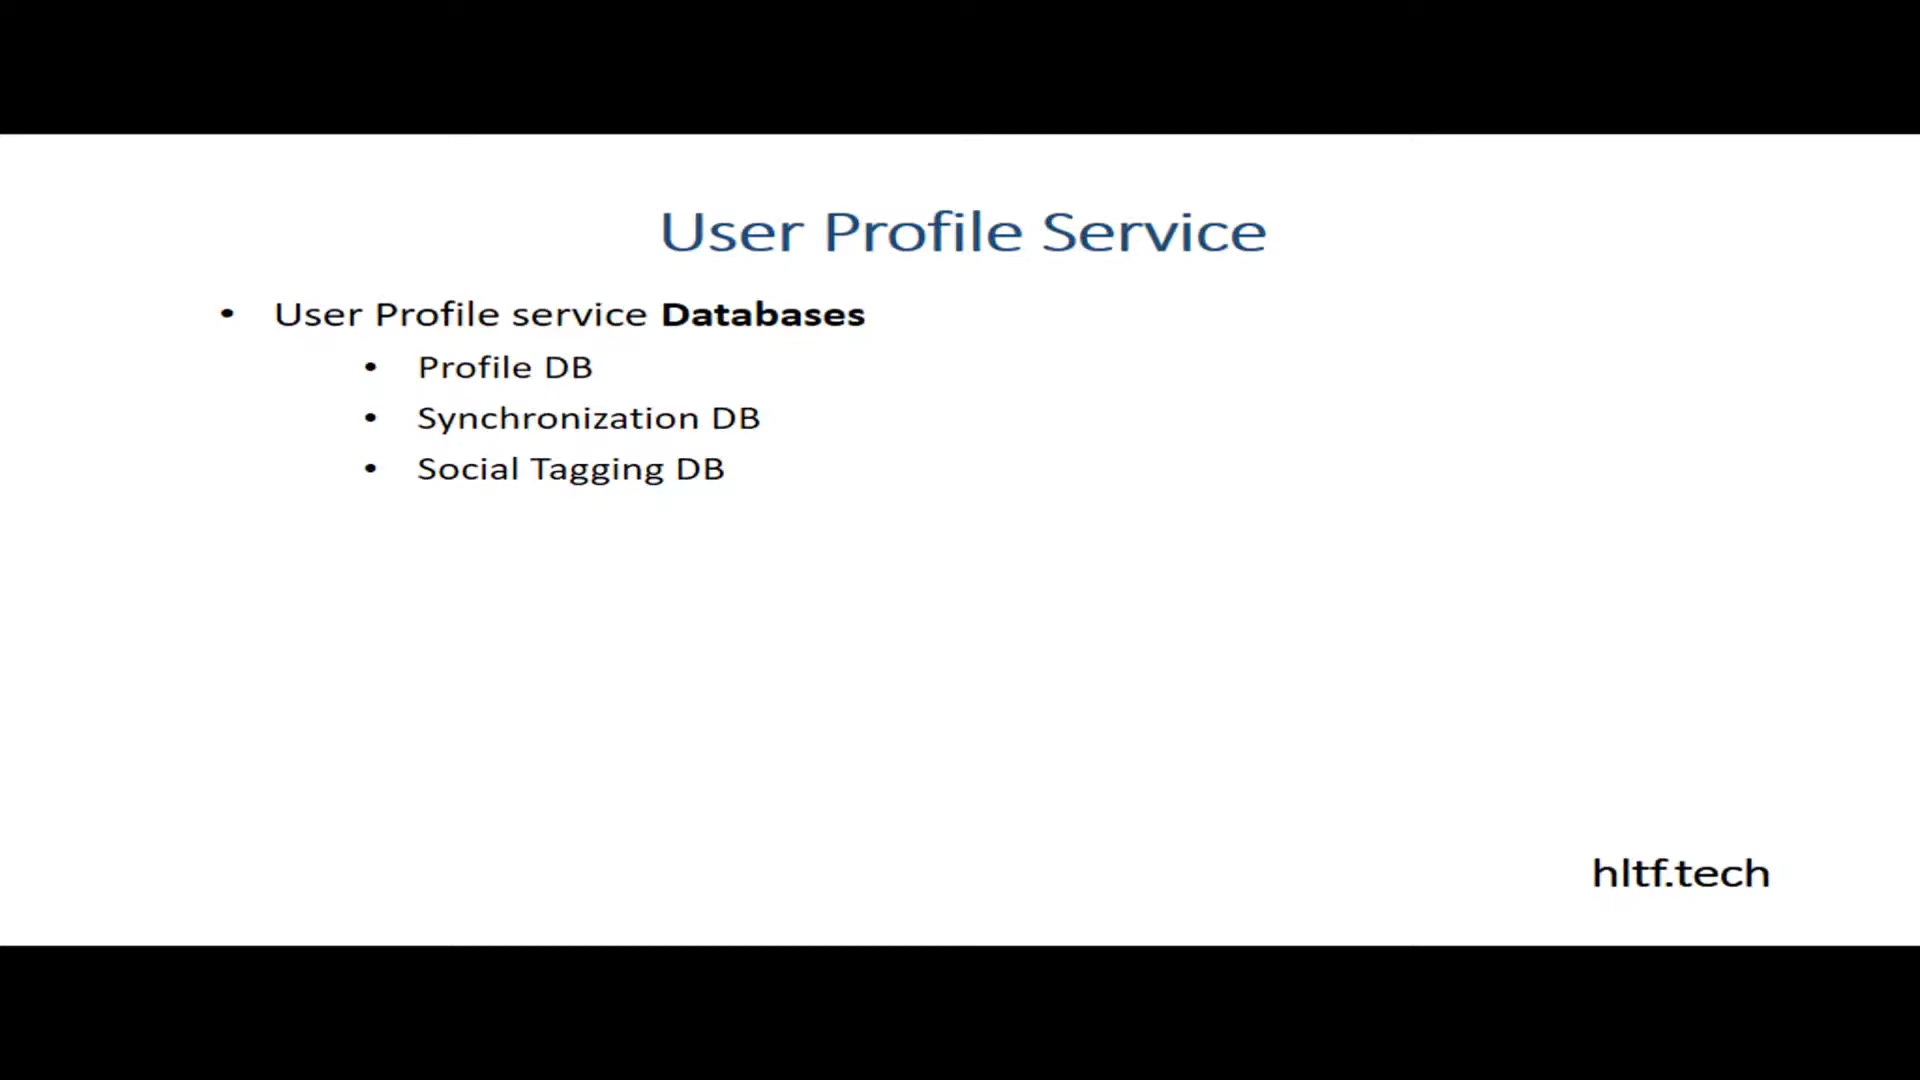 User Profile Service
• User Profile service Databases
• Profile DB
• Synchronization DB
• Social Tagging DB
hltf.tech